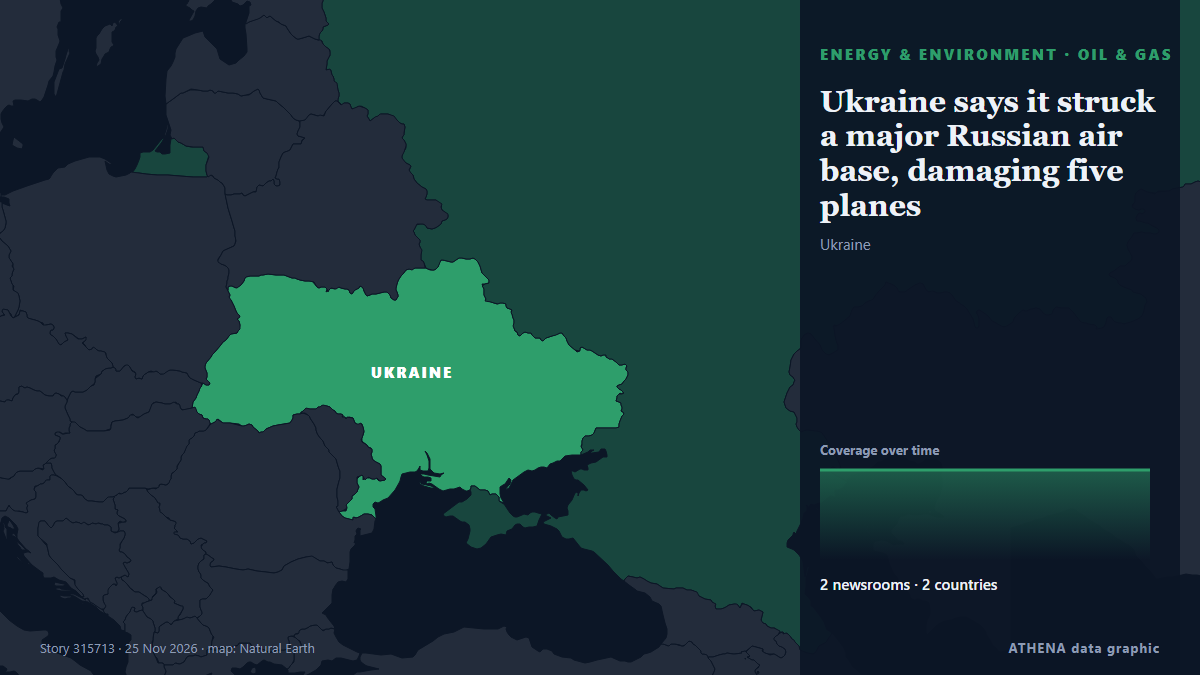 ENERGY & ENVIRONMENT · OIL & GAS
Ukraine says it struck
a major Russian air
base, damaging five
planes
Ukraine
UKRAINE
Coverage over time
2 newsrooms · 2 countries
Story 315713 · 25 Nov 2026 · map: Natural Earth
ATHENA data graphic